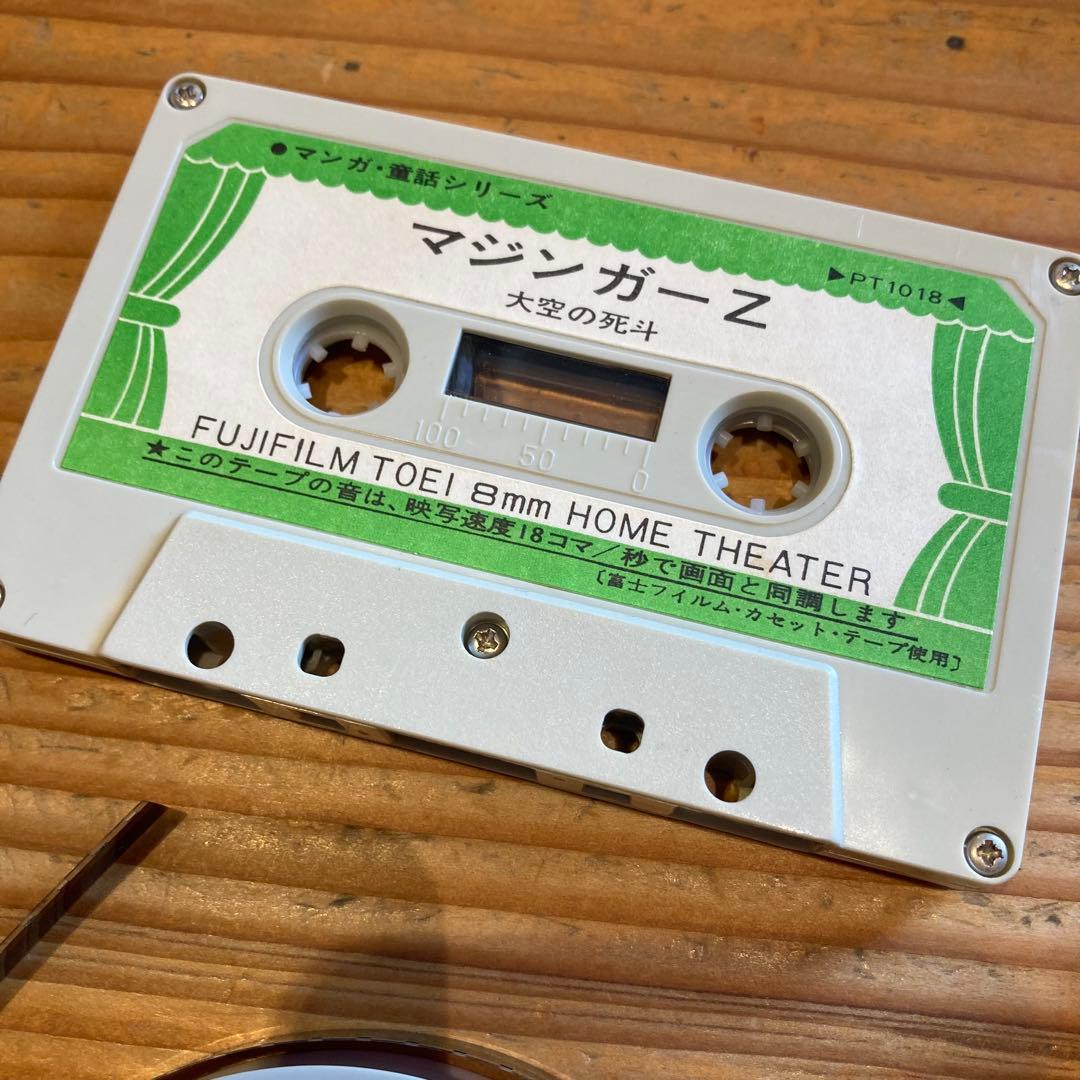 ●マンガ・童話シリーズ
マジンガーZ
▶PT1018◀
大空の死斗
100 50 0
FUJIFILM TOEI 8mm HOME THEATER
★このテープの音は、映写速度18コマ/秒で画面と同調します
〔富士フイルム・カセット・テープ使用〕